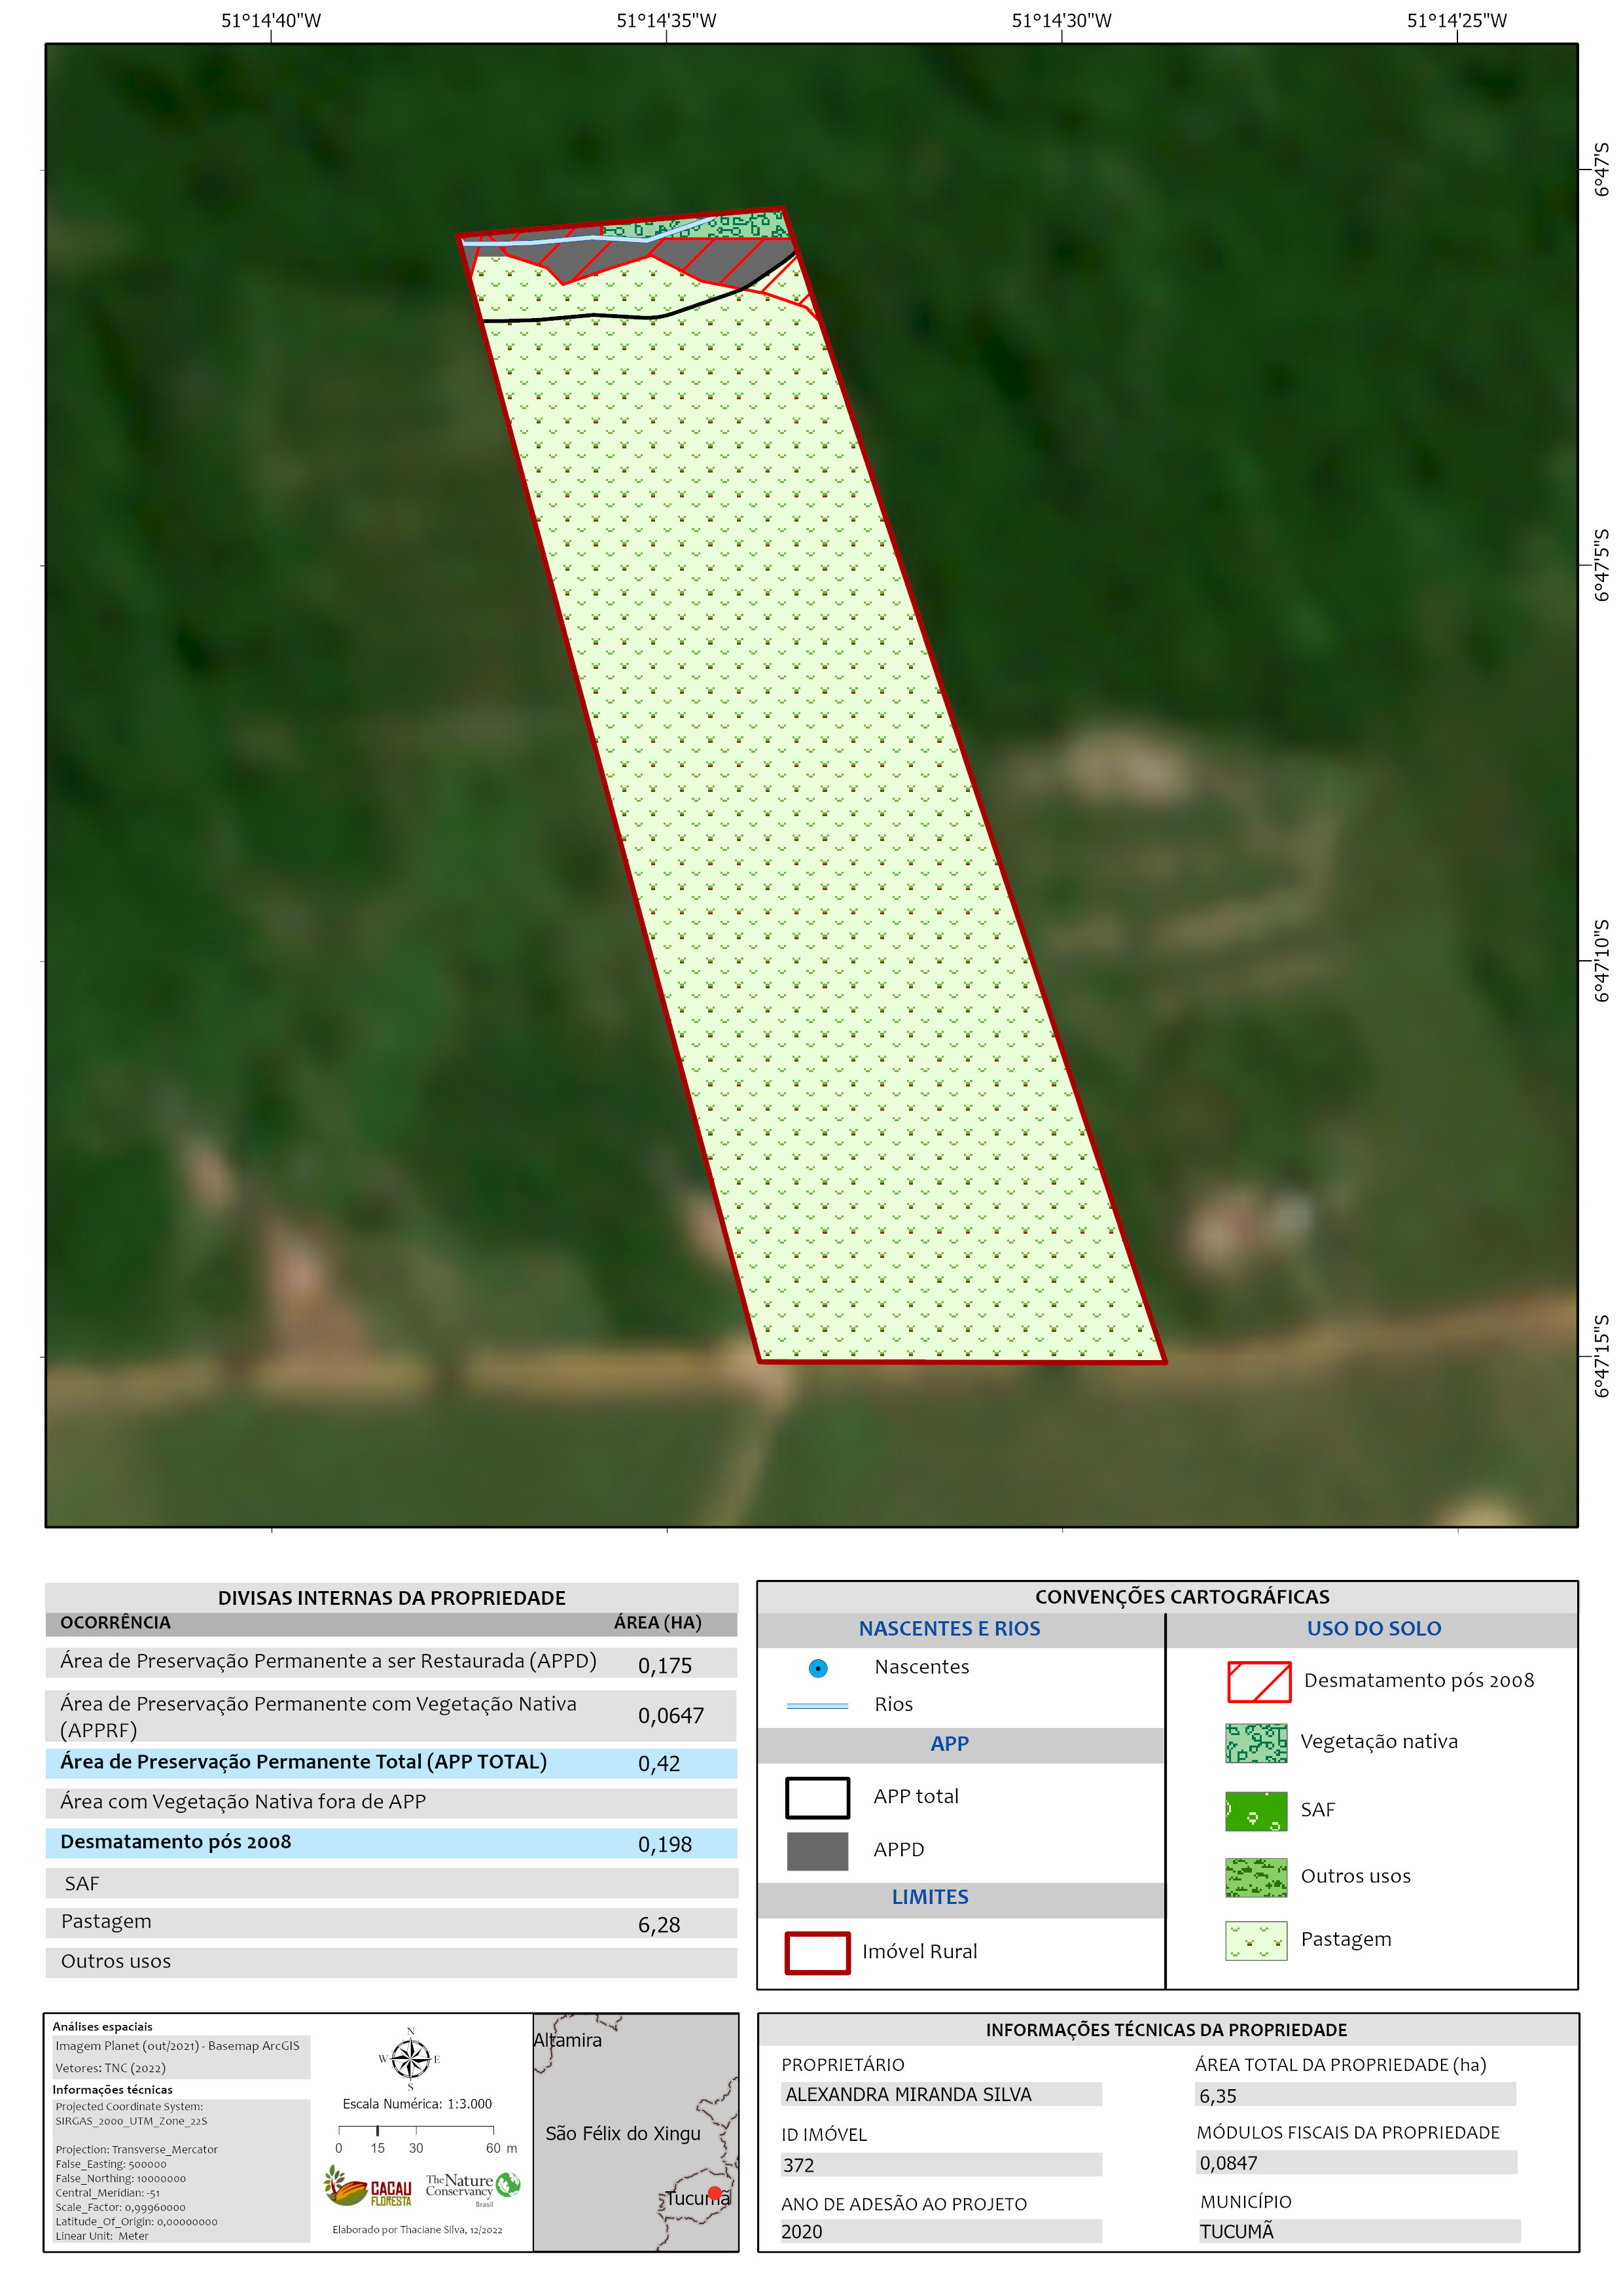 51°14'40"W 51°14'35"W 51°14'30"W 51°14'25"W
6°47'S
6°47'5"S
6°47'10"S
6°47'15"S
DIVISAS INTERNAS DA PROPRIEDADE
OCORRÊNCIA ÁREA (HA)
Área de Preservação Permanente a ser Restaurada (APPD) 0,175
Área de Preservação Permanente com Vegetação Nativa
(APPRF) 0,0647
Área de Preservação Permanente Total (APP TOTAL) 0,42
Área com Vegetação Nativa fora de APP
Desmatamento pós 2008 0,198
SAF
Pastagem 6,28
Outros usos
CONVENÇÕES CARTOGRÁFICAS
NASCENTES E RIOS
Nascentes
Rios
APP
APP total
APPD
LIMITES
Imóvel Rural
USO DO SOLO
Desmatamento pós 2008
Vegetação nativa
SAF
Outros usos
Pastagem
Análises espaciais
Imagem Planet (out/2021) - Basemap ArcGIS
Vetores: TNC (2022)
Informações técnicas
Projected Coordinate System:
SIRGAS_2000_UTM_Zone_22S
Projection: Transverse_Mercator
False_Easting: 500000
False_Northing: 10000000
Central_Meridian: -51
Scale_Factor: 0,99960000
Latitude_Of_Origin: 0,00000000
Linear Unit: Meter
N
W E
S
Escala Numérica: 1:3.000
0 15 30 60 m
CACAU
FLORESTA
The Nature
Conservancy
Brasil
Elaborado por Thaciane Silva, 12/2022
Altamira
São Félix do Xingu
Tucumã
INFORMAÇÕES TÉCNICAS DA PROPRIEDADE
PROPRIETÁRIO
ALEXANDRA MIRANDA SILVA
ID IMÓVEL
372
ANO DE ADESÃO AO PROJETO
2020
ÁREA TOTAL DA PROPRIEDADE (ha)
6,35
MÓDULOS FISCAIS DA PROPRIEDADE
0,0847
MUNICÍPIO
TUCUMÃ